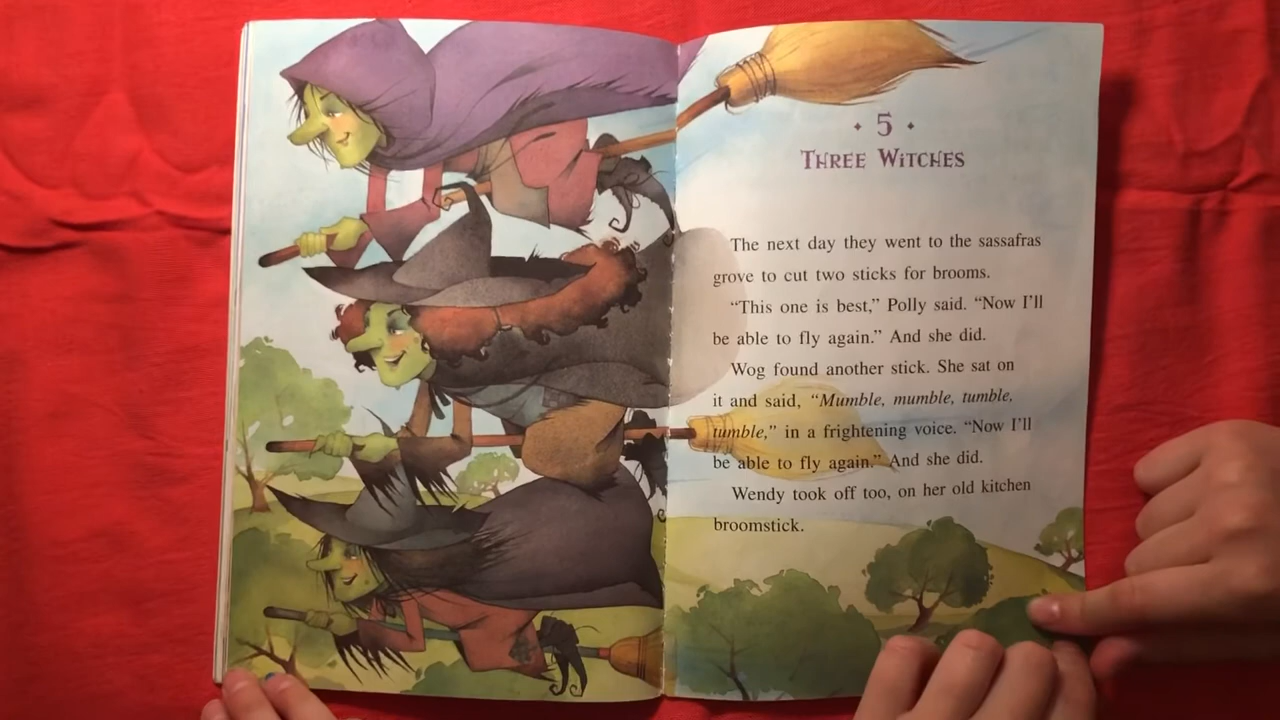 5
THREE WITCHES
The next day they went to the sassafras
grove to cut two sticks for brooms.
“This one is best,” Polly said. “Now I’ll
be able to fly again.” And she did.
Wog found another stick. She sat on
it and said, “Mumble, mumble, tumble,
tumble,” in a frightening voice. “Now I’ll
be able to fly again.” And she did.
Wendy took off too, on her old kitchen
broomstick.